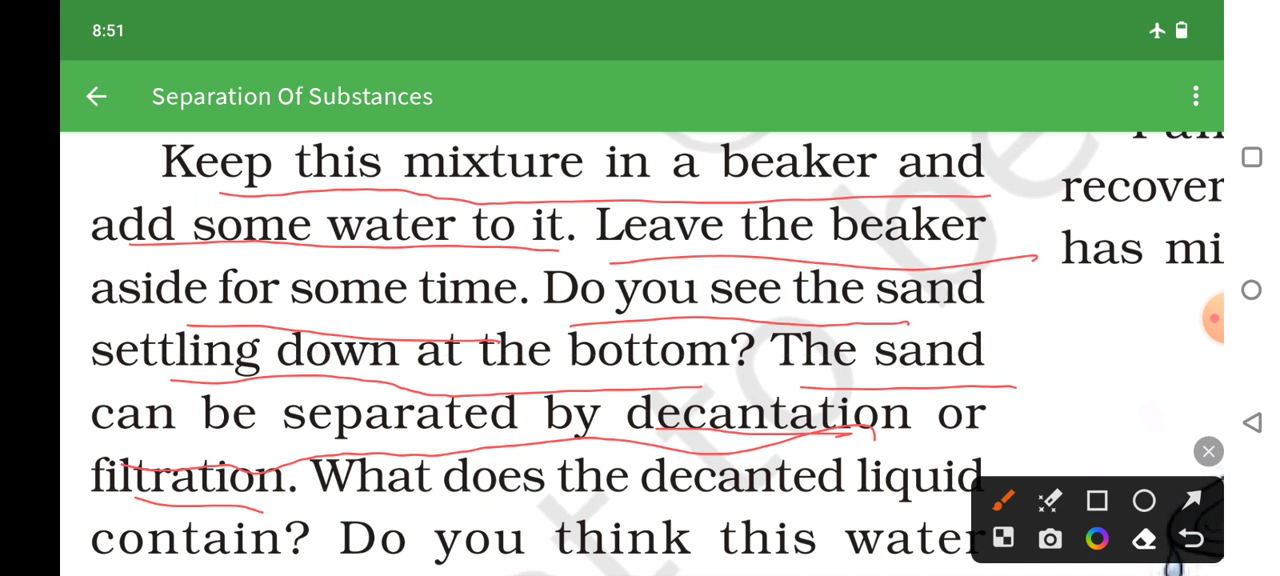 8:51
Separation Of Substances
Keep this mixture in a beaker and
add some water to it. Leave the beaker
aside for some time. Do you see the sand
settling down at the bottom? The sand
can be separated by decantation or
filtration. What does the decanted liquid
contain? Do you think this water
recover
has mi